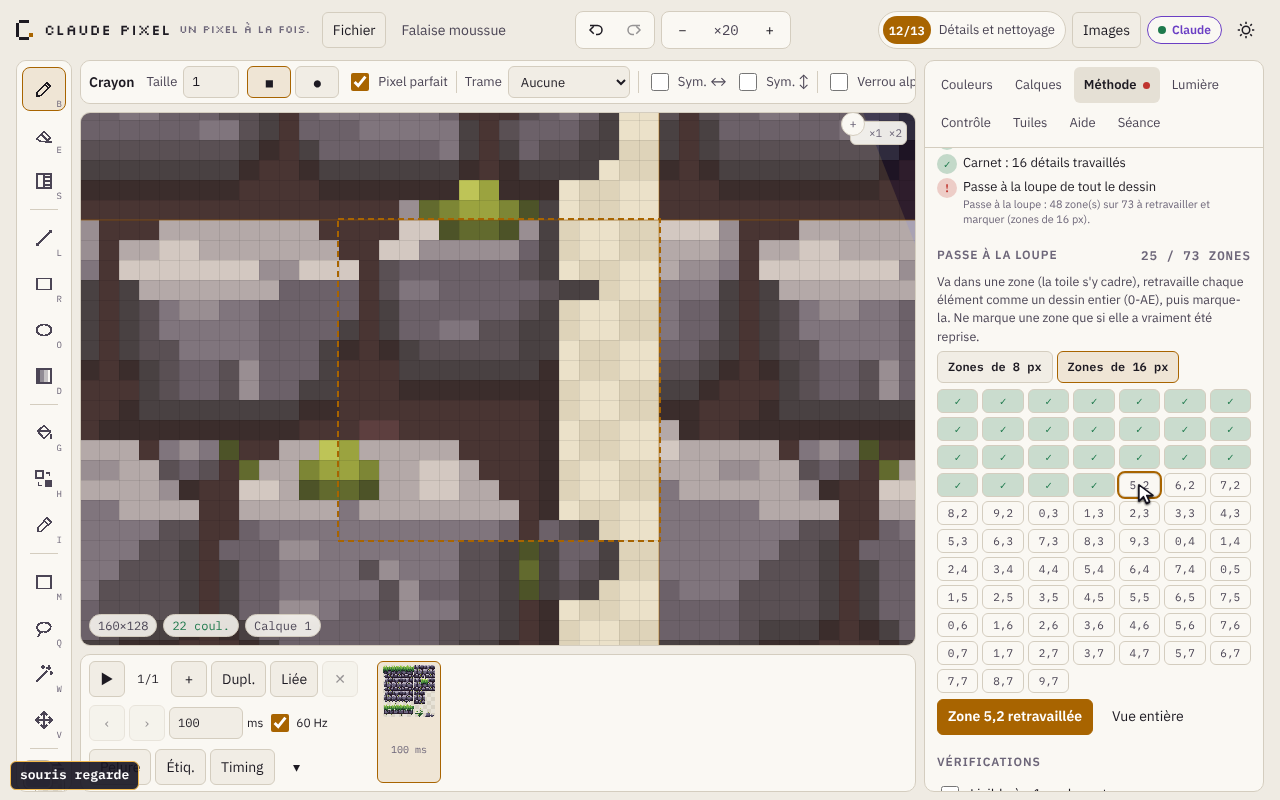 CLAUDE PIXEL UN PIXEL À LA FOIS. Fichier Falaise moussue − ×20 + 12/13 Détails et nettoyage Images Claude
Crayon Taille 1 Pixel parfait Trame Aucune Sym. ↔ Sym. ↕ Verrou alp
B
E
S
L
R
O
D
G
H
I
M
Q
W
V
+ ×1 ×2
160×128 22 coul. Calque 1
▶ 1/1 + Dupl. Liée ✕
‹ › 100 ms 60 Hz
Étiq. Timing ▼
100 ms
souris regarde
Couleurs Calques Méthode Lumière
Contrôle Tuiles Aide Séance
✓ Carnet : 16 détails travaillés
! Passe à la loupe de tout le dessin
Passe à la loupe : 48 zone(s) sur 73 à retravailler et
marquer (zones de 16 px).
PASSE À LA LOUPE 25 / 73 ZONES
Va dans une zone (la toile s'y cadre), retravaille chaque
élément comme un dessin entier (0-AE), puis marque-
la. Ne marque une zone que si elle a vraiment été
reprise.
Zones de 8 px Zones de 16 px
✓ ✓ ✓ ✓ ✓ ✓ ✓
✓ ✓ ✓ ✓ ✓ ✓ ✓
✓ ✓ ✓ ✓ ✓ ✓ ✓
✓ ✓ ✓ ✓ 5,2 6,2 7,2
8,2 9,2 0,3 1,3 2,3 3,3 4,3
5,3 6,3 7,3 8,3 9,3 0,4 1,4
2,4 3,4 4,4 5,4 6,4 7,4 0,5
1,5 2,5 3,5 4,5 5,5 6,5 7,5
0,6 1,6 2,6 3,6 4,6 5,6 7,6
0,7 1,7 2,7 3,7 4,7 5,7 6,7
7,7 8,7 9,7
Zone 5,2 retravaillée Vue entière
VÉRIFICATIONS